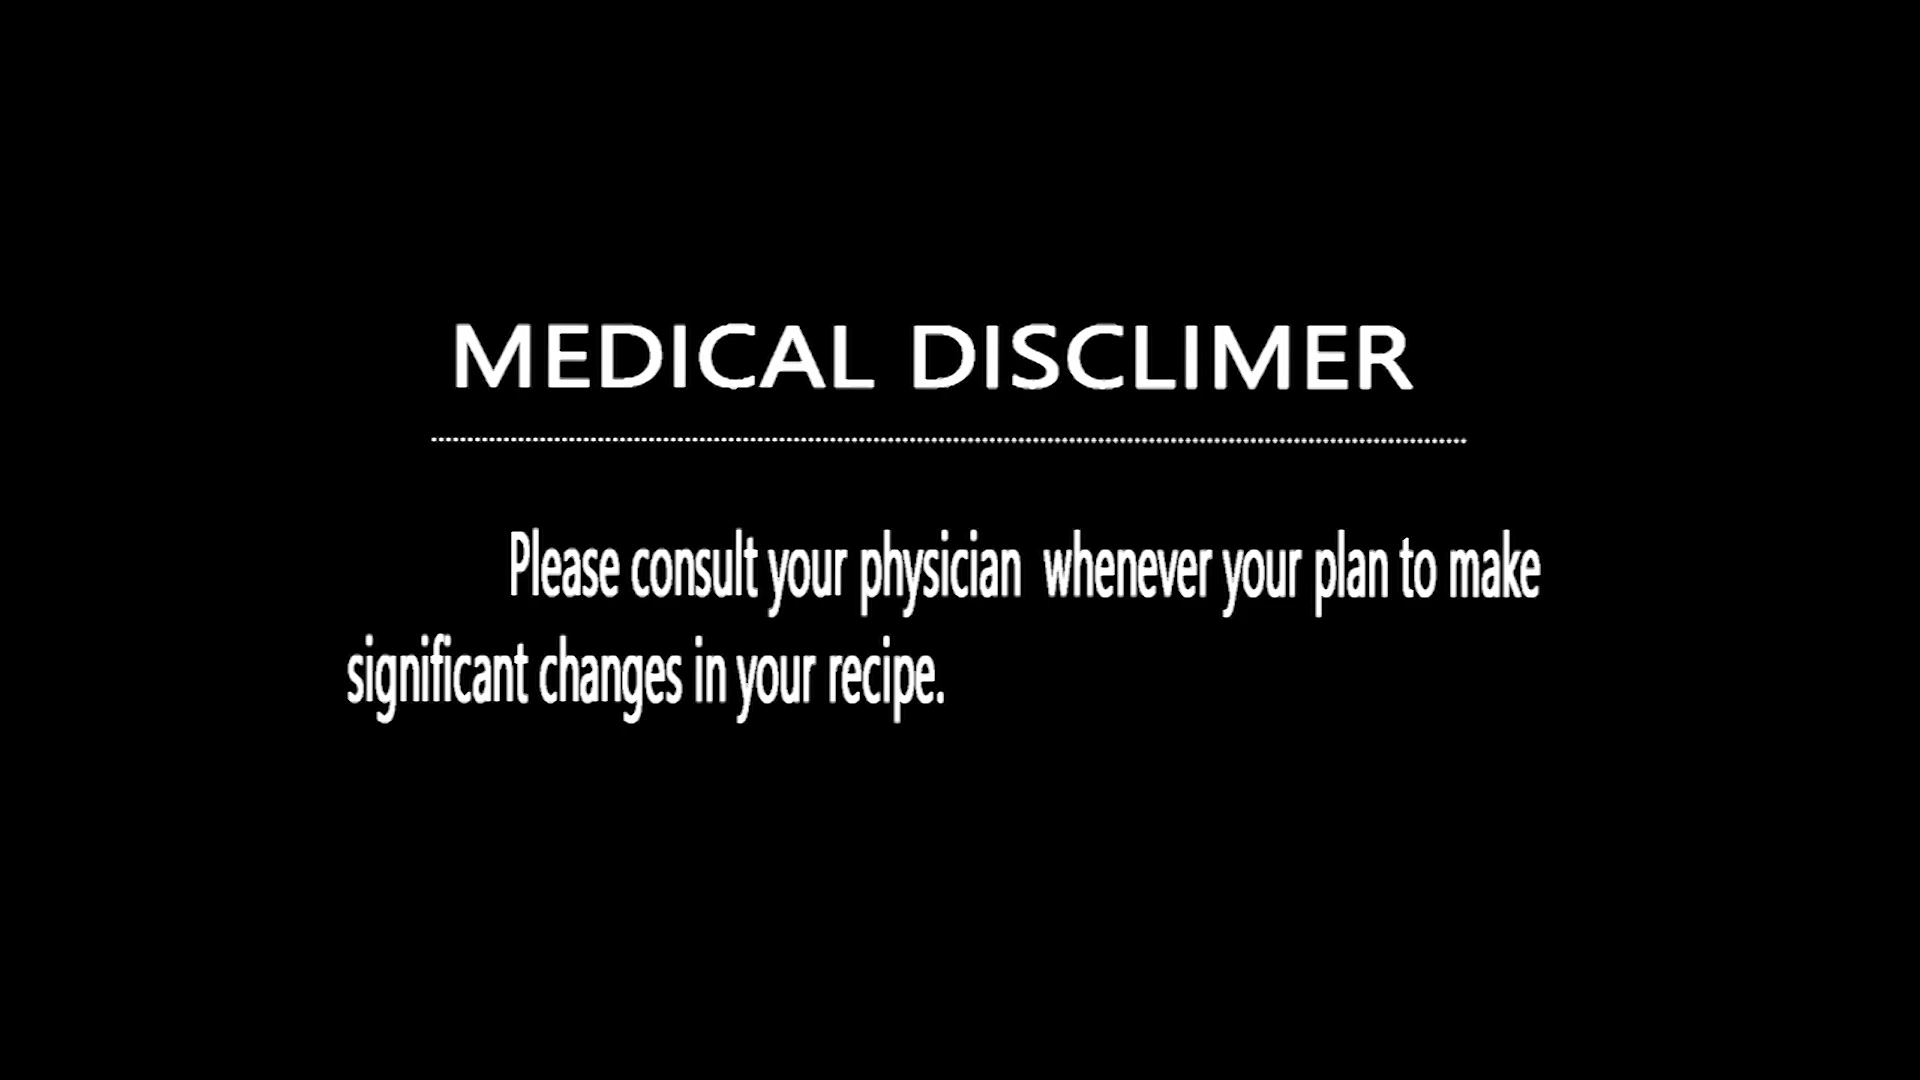 MEDICAL DISCLIMER
Please consult your physician  whenever your plan to make
significant changes in your recipe.